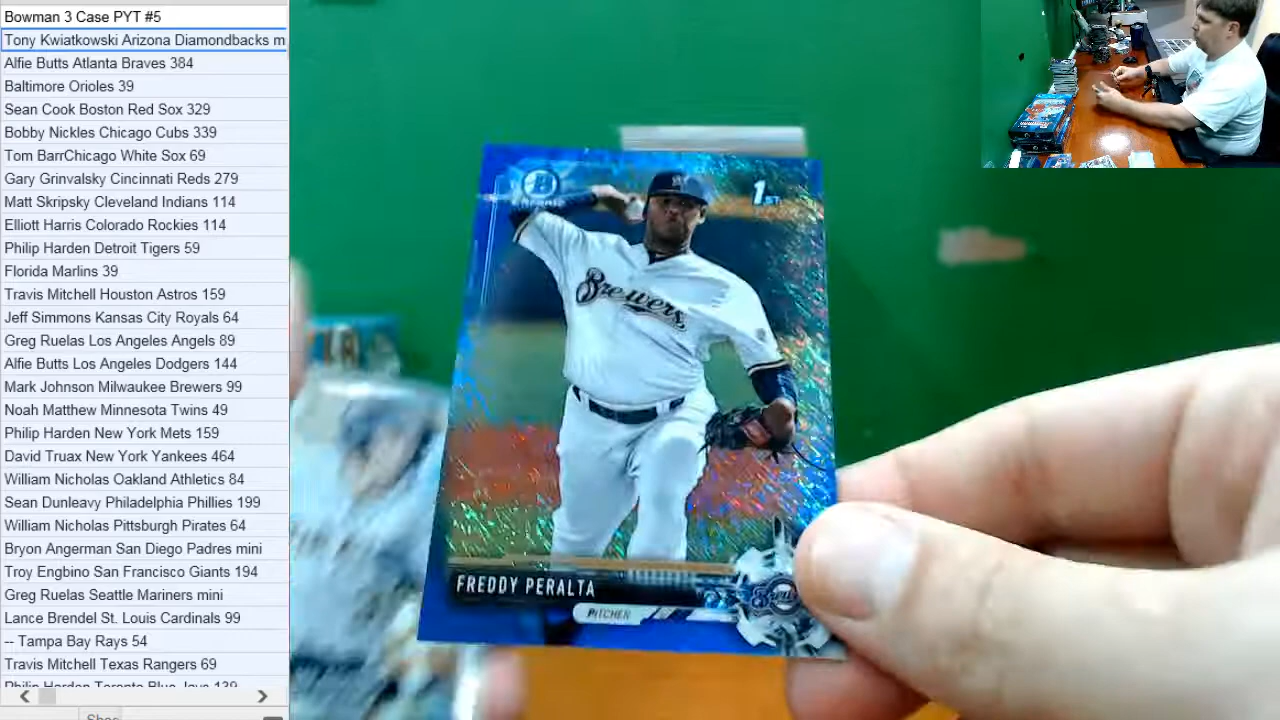 Bowman 3 Case PYT #5
Tony Kwiatkowski Arizona Diamondbacks m
Alfie Butts Atlanta Braves 384
Baltimore Orioles 39
Sean Cook Boston Red Sox 329
Bobby Nickles Chicago Cubs 339
Tom BarrChicago White Sox 69
Gary Grinvalsky Cincinnati Reds 279
Matt Skripsky Cleveland Indians 114
Elliott Harris Colorado Rockies 114
Philip Harden Detroit Tigers 59
Florida Marlins 39
Travis Mitchell Houston Astros 159
Jeff Simmons Kansas City Royals 64
Greg Ruelas Los Angeles Angels 89
Alfie Butts Los Angeles Dodgers 144
Mark Johnson Milwaukee Brewers 99
Noah Matthew Minnesota Twins 49
Philip Harden New York Mets 159
David Truax New York Yankees 464
William Nicholas Oakland Athletics 84
Sean Dunleavy Philadelphia Phillies 199
William Nicholas Pittsburgh Pirates 64
Bryon Angerman San Diego Padres mini
Troy Engbino San Francisco Giants 194
Greg Ruelas Seattle Mariners mini
Lance Brendel St. Louis Cardinals 99
-- Tampa Bay Rays 54
Travis Mitchell Texas Rangers 69
Philip Harden Toronto Blue Jays 139
B
1ST
Brewers
FREDDY PERALTA
PITCHER